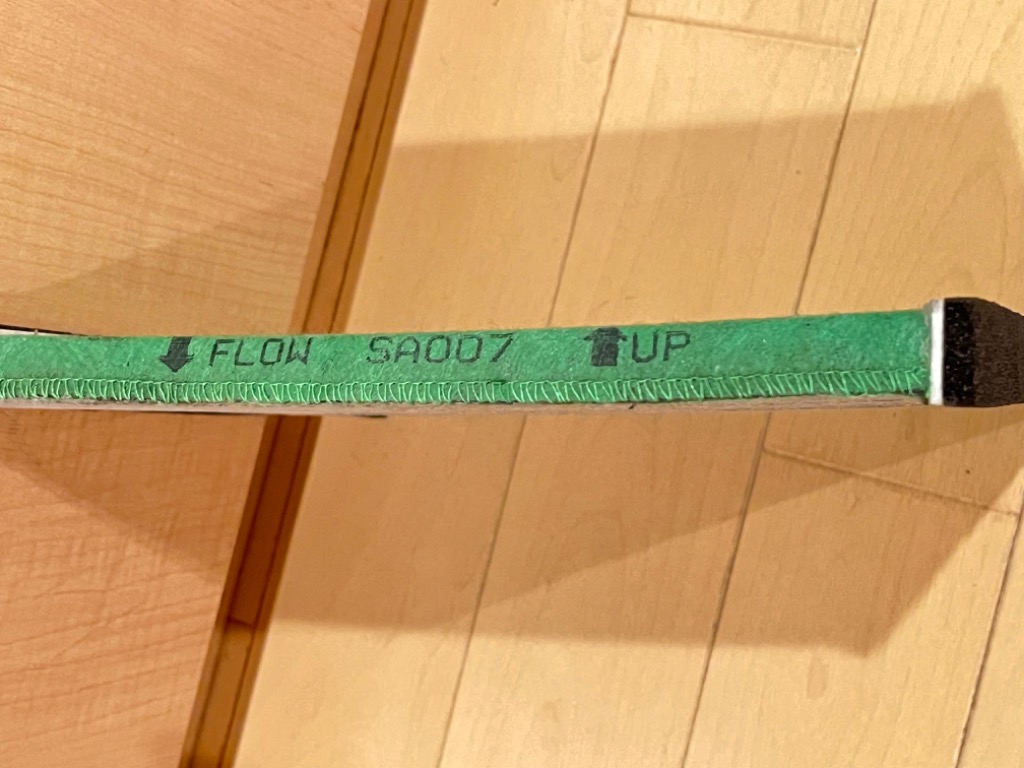 ↓ FLOW SA007 ↑ UP